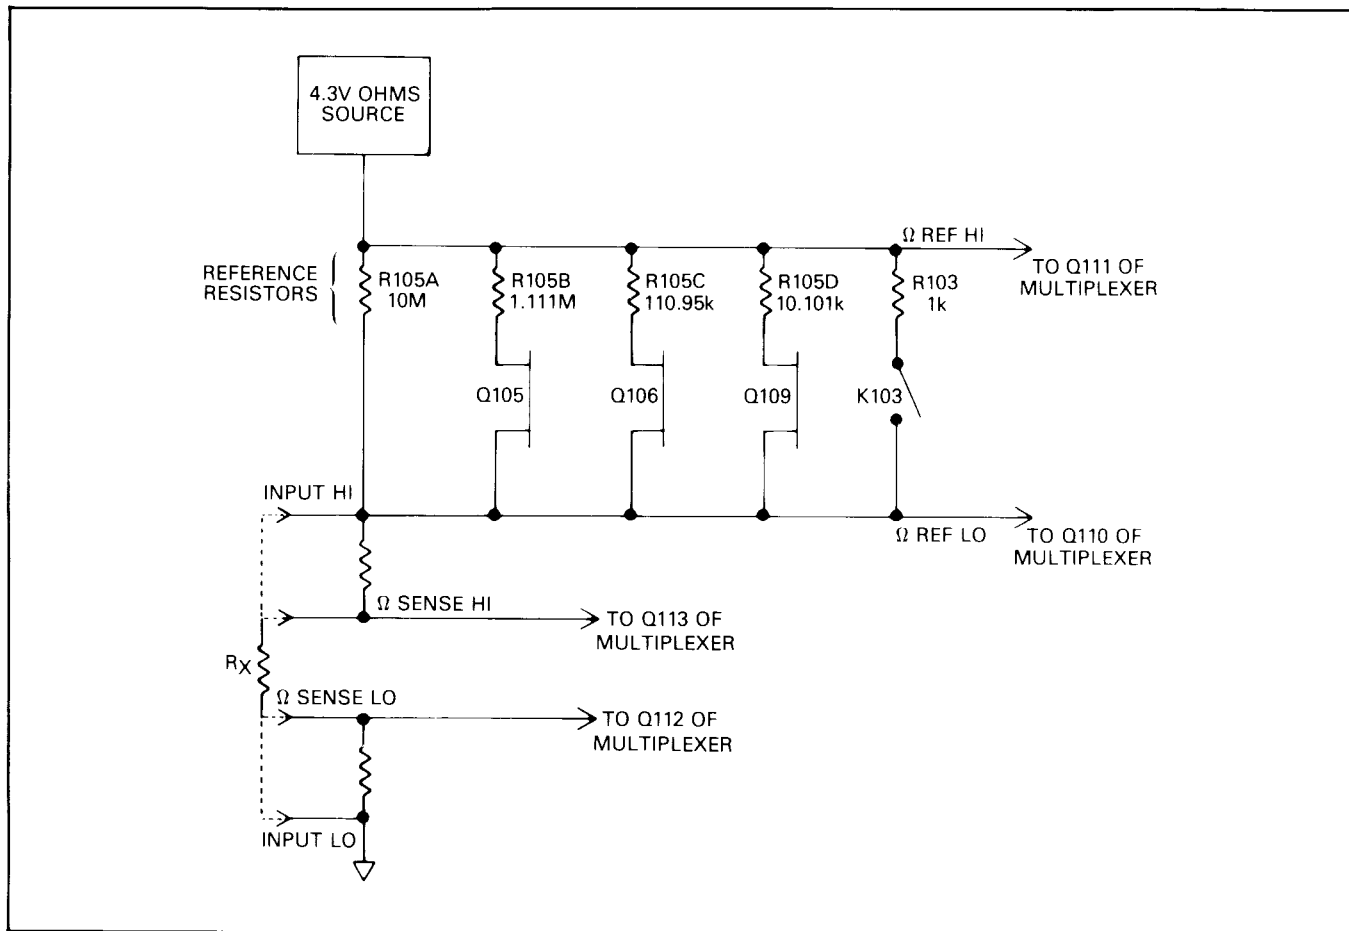 4.3V OHMS
SOURCE
Ω REF HI
TO Q111 OF
MULTIPLEXER
REFERENCE
RESISTORS
R105A
10M
R105B
1.111M
R105C
110.95k
R105D
10.101k
R103
1k
Q105
Q106
Q109
K103
INPUT HI
Ω REF LO
TO Q110 OF
MULTIPLEXER
Ω SENSE HI
TO Q113 OF
MULTIPLEXER
RX
Ω SENSE LO
TO Q112 OF
MULTIPLEXER
INPUT LO